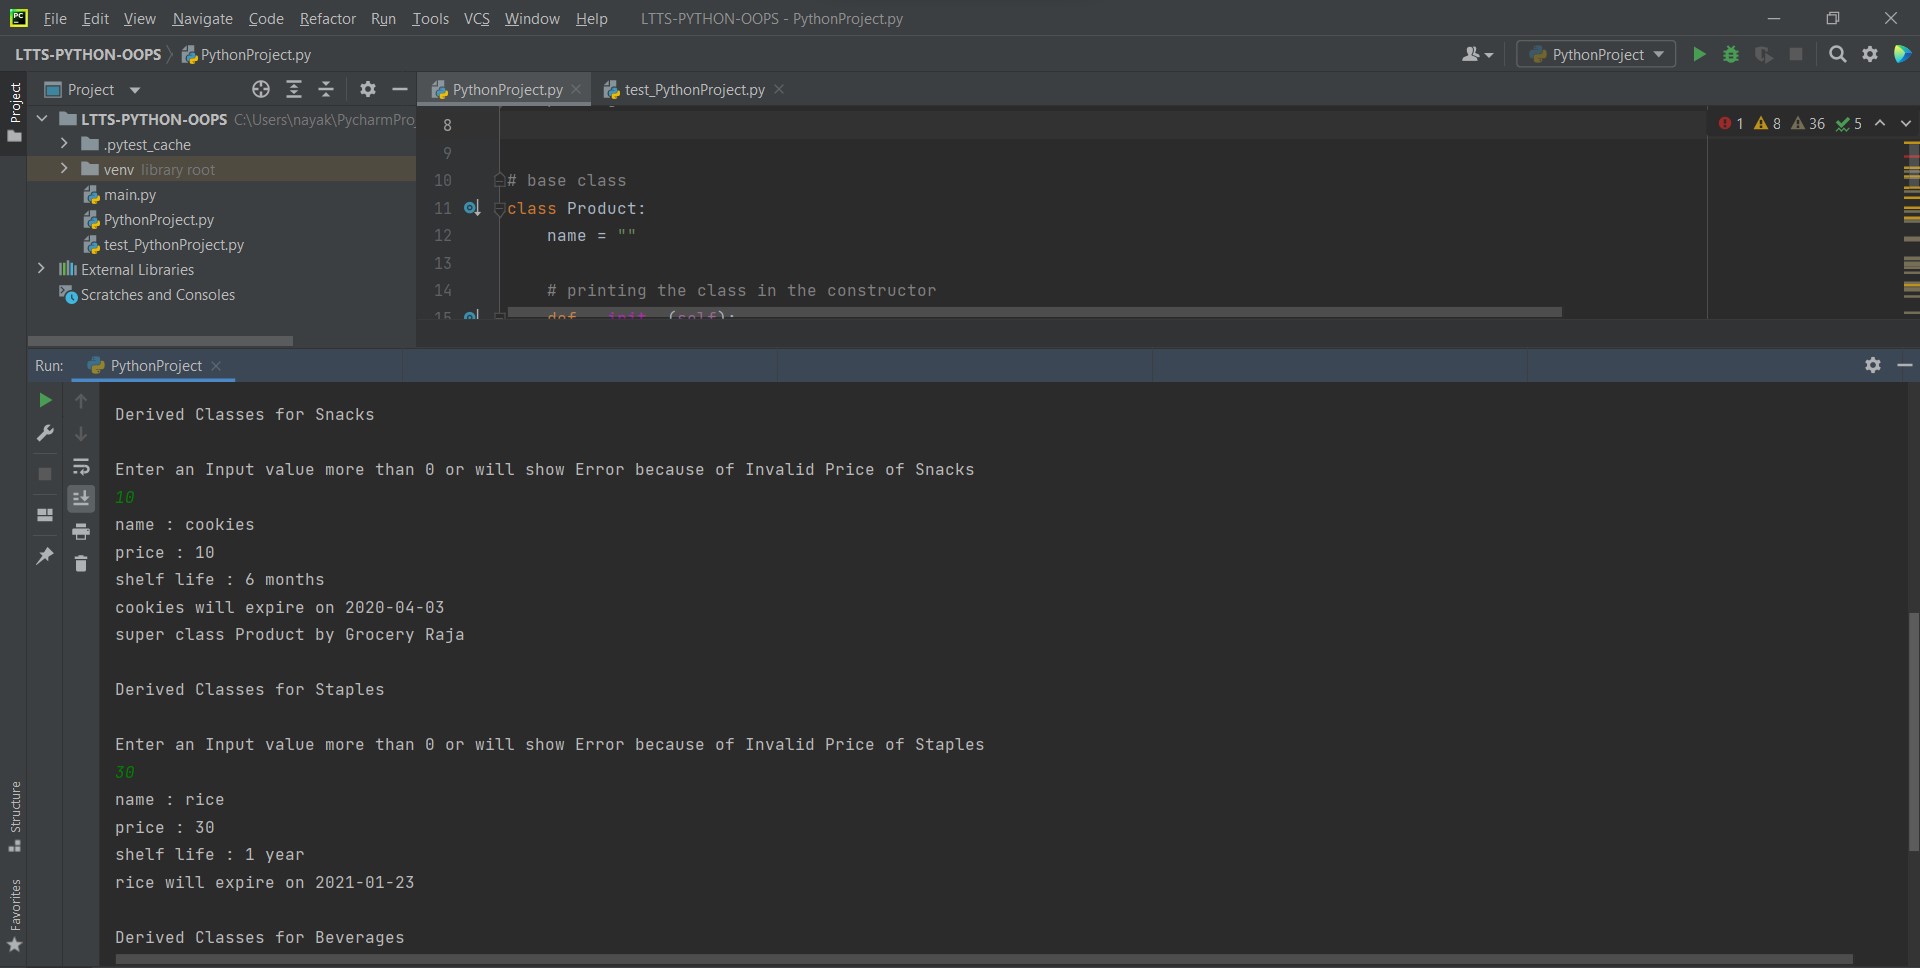 PC File Edit View Navigate Code Refactor Run Tools VCS Window Help LTTS-PYTHON-OOPS - PythonProject.py
LTTS-PYTHON-OOPS PythonProject.py PythonProject
Project
Project
PythonProject.py test_PythonProject.py
LTTS-PYTHON-OOPS C:\Users\nayak\PycharmPro
.pytest_cache
venv library root
main.py
PythonProject.py
test_PythonProject.py
External Libraries
Scratches and Consoles
1 8 36 5
8
9
10 # base class
11 class Product:
12 name = ""
13
14 # printing the class in the constructor
15 def __init__(self):
Run: PythonProject
Derived Classes for Snacks
Enter an Input value more than 0 or will show Error because of Invalid Price of Snacks
10
name : cookies
price : 10
shelf life : 6 months
cookies will expire on 2020-04-03
super class Product by Grocery Raja
Derived Classes for Staples
Enter an Input value more than 0 or will show Error because of Invalid Price of Staples
30
name : rice
price : 30
shelf life : 1 year
rice will expire on 2021-01-23
Derived Classes for Beverages
Structure
Favorites